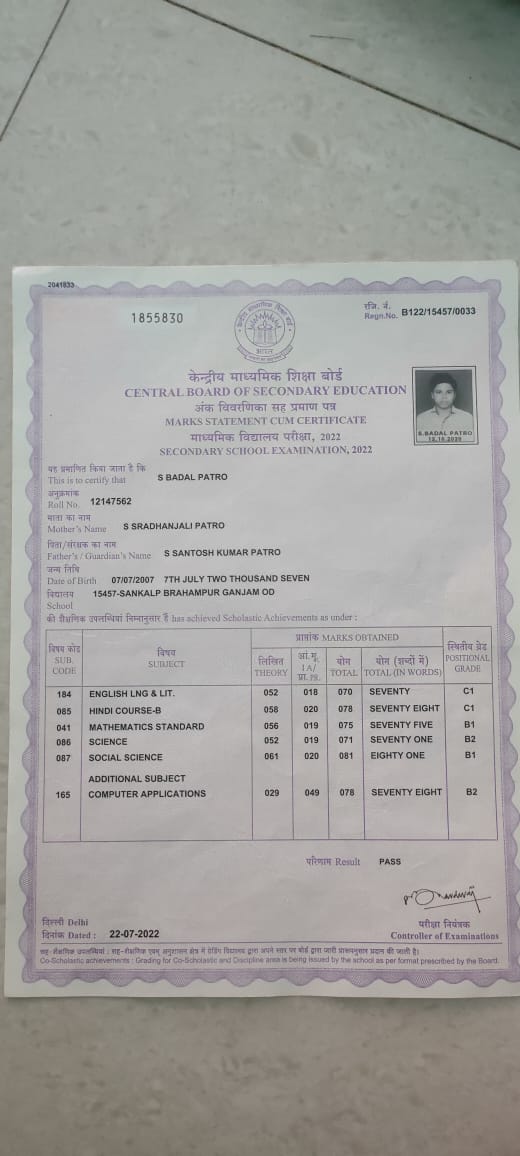 2041833
1855830
रजि. नं.
Regn.No. B122/15457/0033
भारत
केन्द्रीय माध्यमिक शिक्षा बोर्ड
CENTRAL BOARD OF SECONDARY EDUCATION
अंक विवरणिका सह प्रमाण पत्र
MARKS STATEMENT CUM CERTIFICATE
माध्यमिक विद्यालय परीक्षा, 2022
SECONDARY SCHOOL EXAMINATION, 2022
S.BADAL PATRO
यह प्रमाणित किया जाता है कि
This is to certify that S BADAL PATRO
अनुक्रमांक
Roll No. 12147562
माता का नाम
Mother's Name S SRADHANJALI PATRO
पिता/संरक्षक का नाम
Father's / Guardian's Name S SANTOSH KUMAR PATRO
जन्म तिथि
Date of Birth 07/07/2007 7TH JULY TWO THOUSAND SEVEN
विद्यालय 15457-SANKALP BRAHAMPUR GANJAM OD
School
की शैक्षणिक उपलब्धियां निम्नानुसार हैं has achieved Scholastic Achievements as under :
विषय कोड SUB. CODE विषय SUBJECT प्राप्तांक MARKS OBTAINED स्थितीय ग्रेड POSITIONAL GRADE
लिखित THEORY आं.मू. IA/ प्रा. PR. योग TOTAL योग (शब्दों में) TOTAL (IN WORDS)
184 ENGLISH LNG & LIT. 052 018 070 SEVENTY C1
085 HINDI COURSE-B 058 020 078 SEVENTY EIGHT C1
041 MATHEMATICS STANDARD 056 019 075 SEVENTY FIVE B1
086 SCIENCE 052 019 071 SEVENTY ONE B2
087 SOCIAL SCIENCE 061 020 081 EIGHTY ONE B1
ADDITIONAL SUBJECT
165 COMPUTER APPLICATIONS 029 049 078 SEVENTY EIGHT B2
परिणाम Result PASS
दिल्ली Delhi
दिनांक Dated : 22-07-2022
परीक्षा नियंत्रक
Controller of Examinations
सह-शैक्षणिक उपलब्धियां : सह-शैक्षणिक एवम् अनुशासन क्षेत्र में ग्रेडिंग विद्यालय द्वारा अपने स्तर पर बोर्ड द्वारा जारी प्रारूपानुसार प्रदान की जाती है।
Co-Scholastic achievements : Grading for Co-Scholastic and Discipline area is being issued by the school as per format prescribed by the Board.